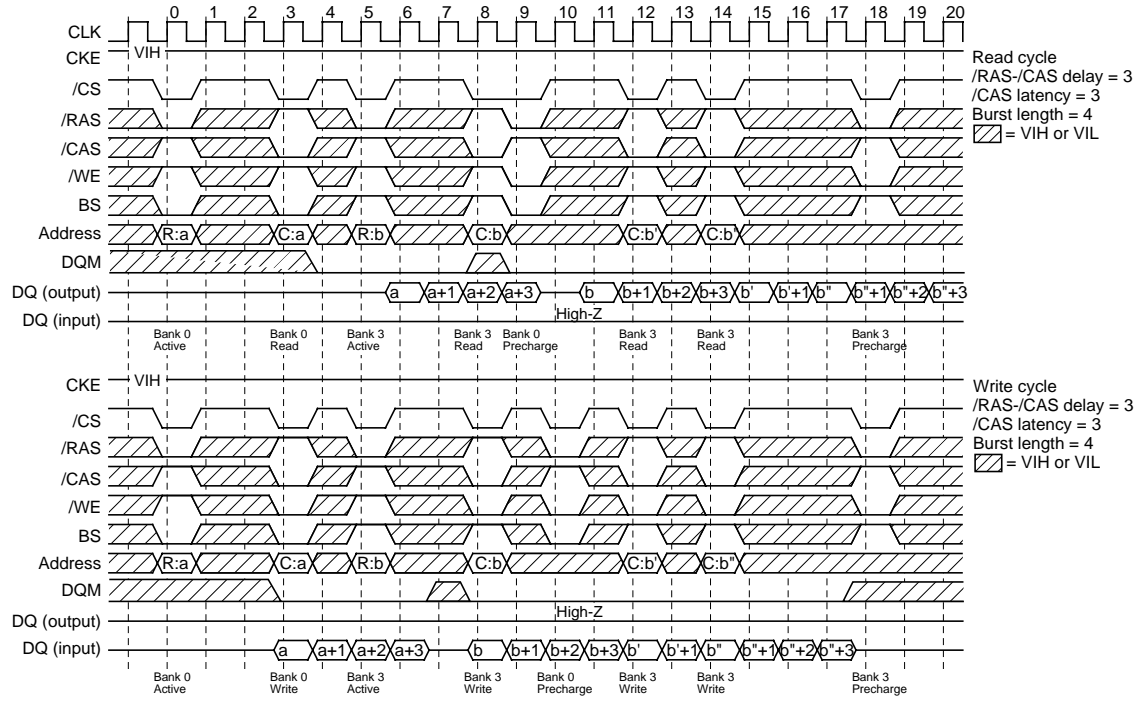 0 1 2 3 4 5 6 7 8 9 10 11 12 13 14 15 16 17 18 19 20
CLK
CKE VIH
/CS
/RAS
/CAS
/WE
BS
Address R:a C:a R:b C:b C:b' C:b"
DQM
DQ (output) a a+1 a+2 a+3 b b+1 b+2 b+3 b' b'+1 b" b"+1 b"+2 b"+3
DQ (input) High-Z
Bank 0 Active
Bank 0 Read
Bank 3 Active
Bank 3 Read
Bank 0 Precharge
Bank 3 Read
Bank 3 Read
Bank 3 Precharge
Read cycle
/RAS-/CAS delay = 3
/CAS latency = 3
Burst length = 4
= VIH or VIL
CKE VIH
/CS
/RAS
/CAS
/WE
BS
Address R:a C:a R:b C:b C:b' C:b"
DQM
DQ (output) High-Z
DQ (input) a a+1 a+2 a+3 b b+1 b+2 b+3 b' b'+1 b" b"+1 b"+2 b"+3
Bank 0 Active
Bank 0 Write
Bank 3 Active
Bank 3 Write
Bank 0 Precharge
Bank 3 Write
Bank 3 Write
Bank 3 Precharge
Write cycle
/RAS-/CAS delay = 3
/CAS latency = 3
Burst length = 4
= VIH or VIL